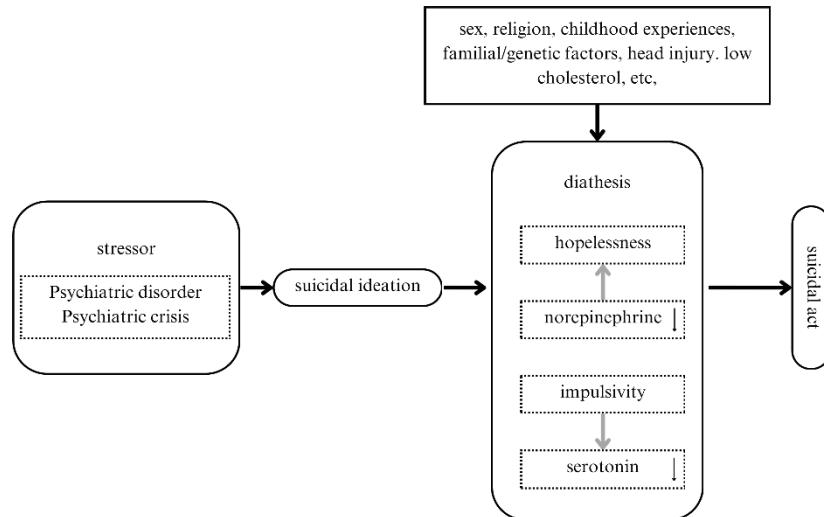 sex, religion, childhood experiences,
familial/genetic factors, head injury. low
cholesterol, etc,
diathesis
stressor
hopelessness
Psychiatric disorder
Psychiatric crisis
suicidal ideation
norepinephrine ↓
suicidal act
impulsivity
serotonin ↓